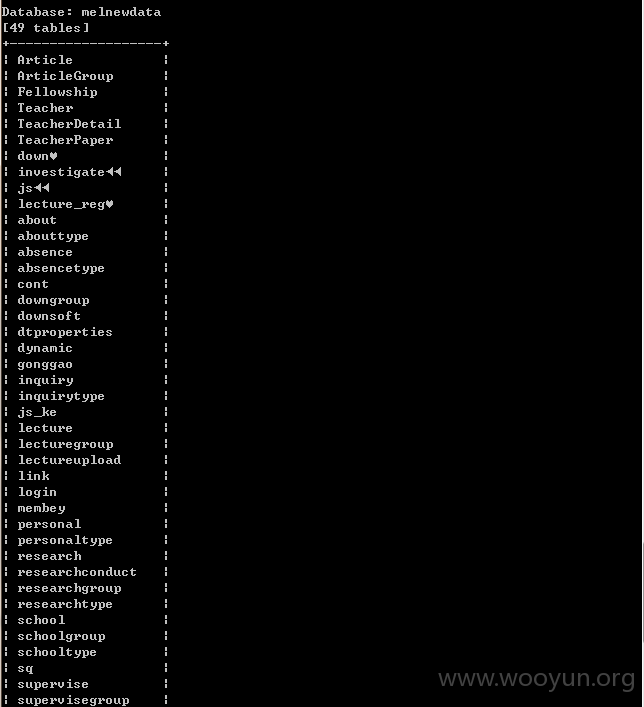 Database: melnewdata
[49 tables]
+--------------------+
¦ Article ¦
¦ ArticleGroup ¦
¦ Fellowship ¦
¦ Teacher ¦
¦ TeacherDetail ¦
¦ TeacherPaper ¦
¦ down♥ ¦
¦ investigate◄◄ ¦
¦ js◄◄ ¦
¦ lecture_reg♥ ¦
¦ about ¦
¦ abouttype ¦
¦ absence ¦
¦ absencetype ¦
¦ cont ¦
¦ downgroup ¦
¦ downsoft ¦
¦ dtproperties ¦
¦ dynamic ¦
¦ gonggao ¦
¦ inquiry ¦
¦ inquirytype ¦
¦ js_ke ¦
¦ lecture ¦
¦ lecturegroup ¦
¦ lectureupload ¦
¦ link ¦
¦ login ¦
¦ membey ¦
¦ personal ¦
¦ personaltype ¦
¦ research ¦
¦ researchconduct ¦
¦ researchgroup ¦
¦ researchtype ¦
¦ school ¦
¦ schoolgroup ¦
¦ schooltype ¦
¦ sq ¦
¦ supervise ¦
¦ supervisegroup ¦
www.wooyun.org